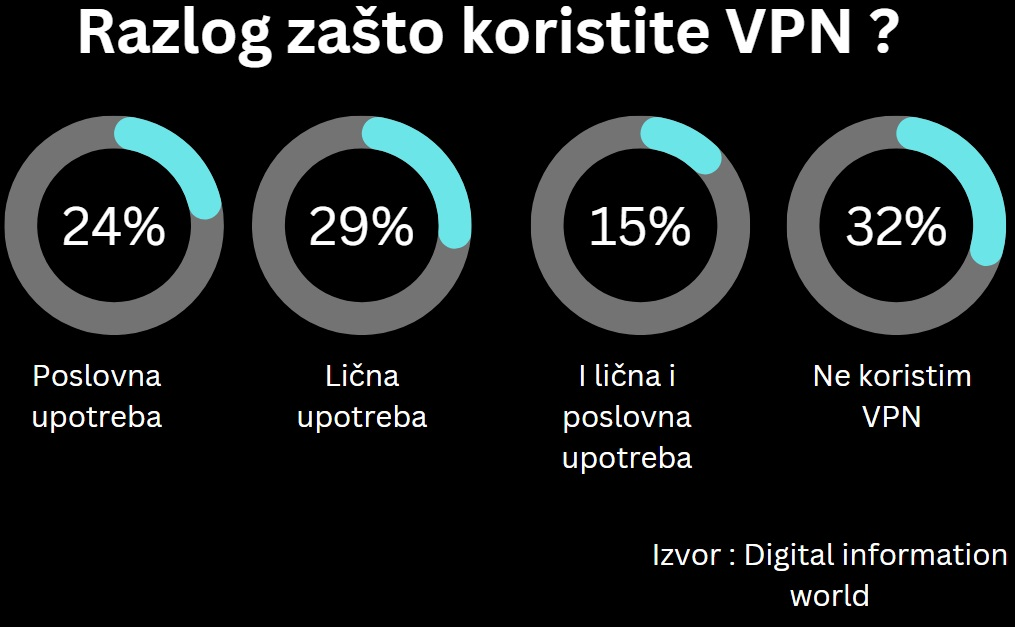 Razlog zašto koristite VPN ?
24%
29%
15%
32%
Poslovna
upotreba
Lična
upotreba
I lična i
poslovna
upotreba
Ne koristim
VPN
Izvor : Digital information
world